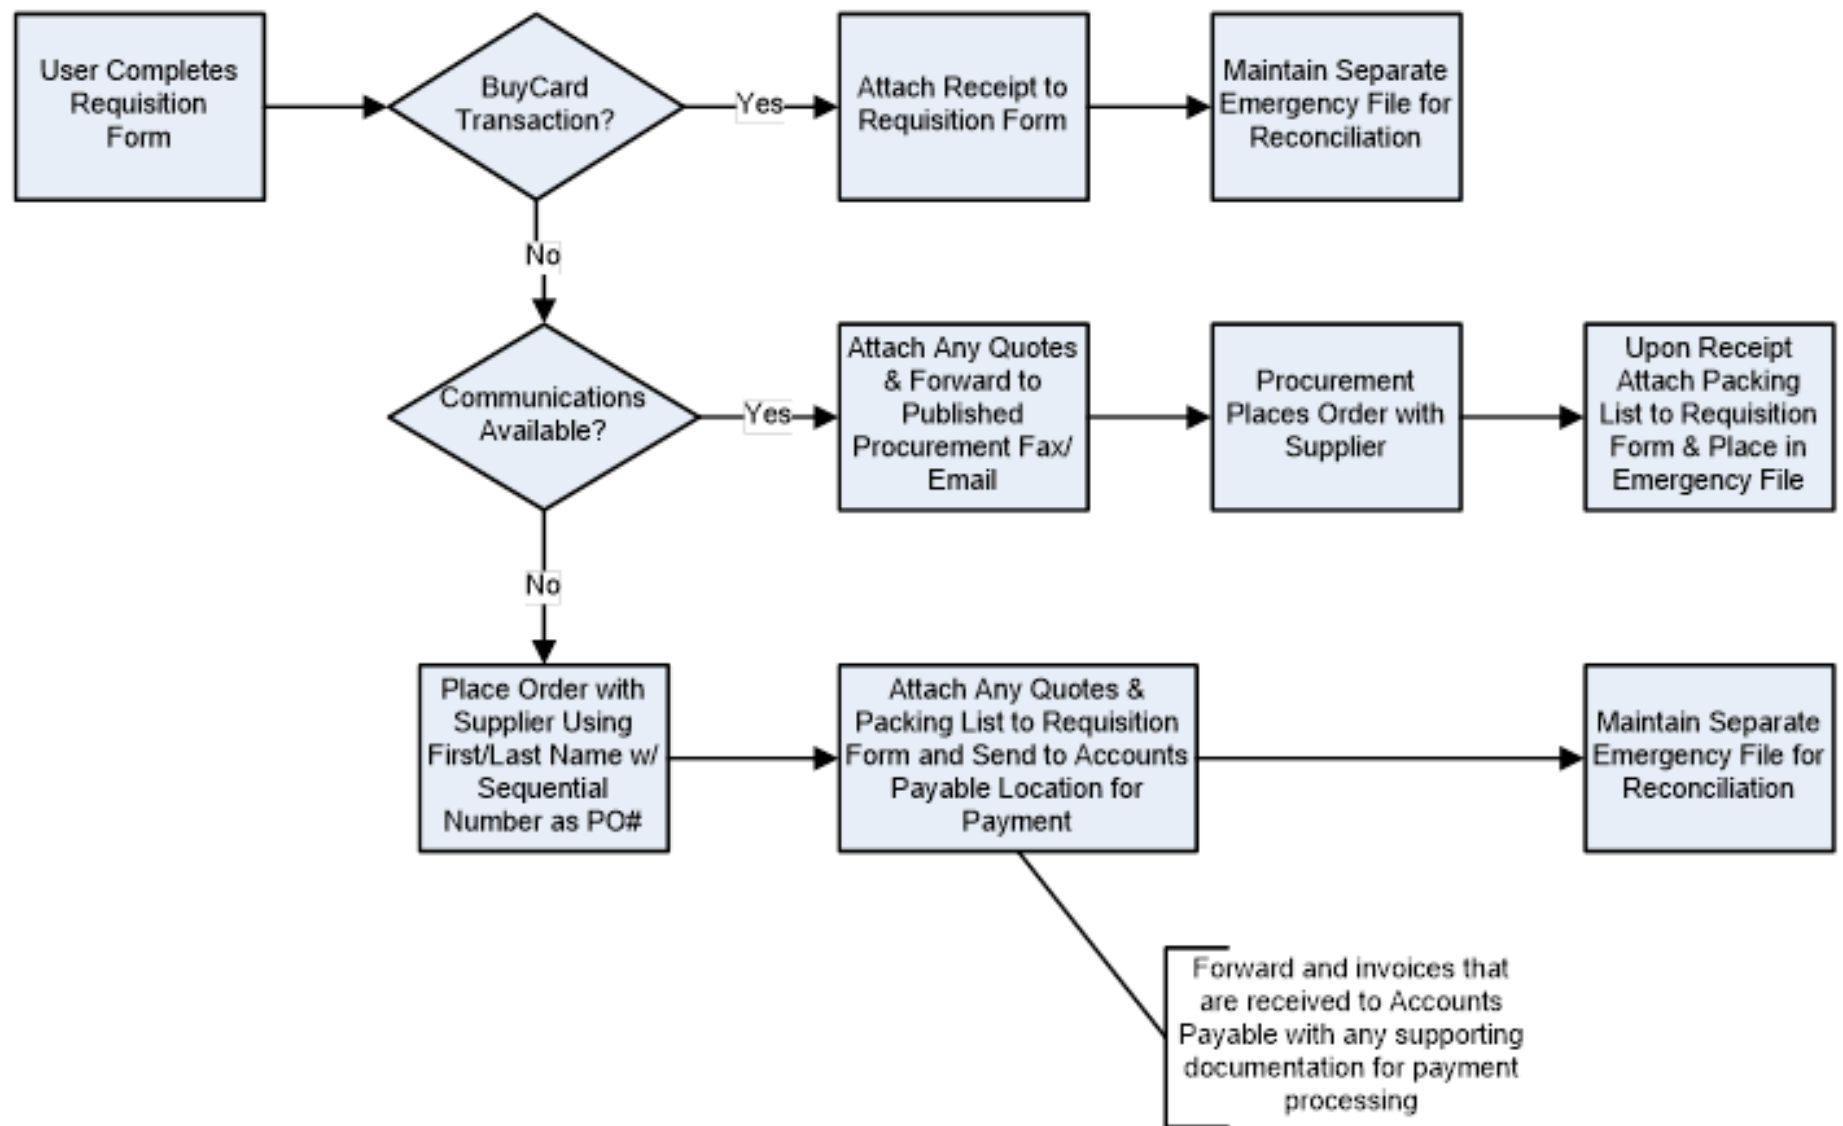 User Completes
Requisition
Form
BuyCard
Transaction?
Yes
Attach Receipt to
Requisition Form
Maintain Separate
Emergency File for
Reconciliation
No
Communications
Available?
Yes
Attach Any Quotes
& Forward to
Published
Procurement Fax/
Email
Procurement
Places Order with
Supplier
Upon Receipt
Attach Packing
List to Requisition
Form & Place in
Emergency File
No
Place Order with
Supplier Using
First/Last Name w/
Sequential
Number as PO#
Attach Any Quotes &
Packing List to Requisition
Form and Send to Accounts
Payable Location for
Payment
Maintain Separate
Emergency File for
Reconciliation
Forward and invoices that
are received to Accounts
Payable with any supporting
documentation for payment
processing